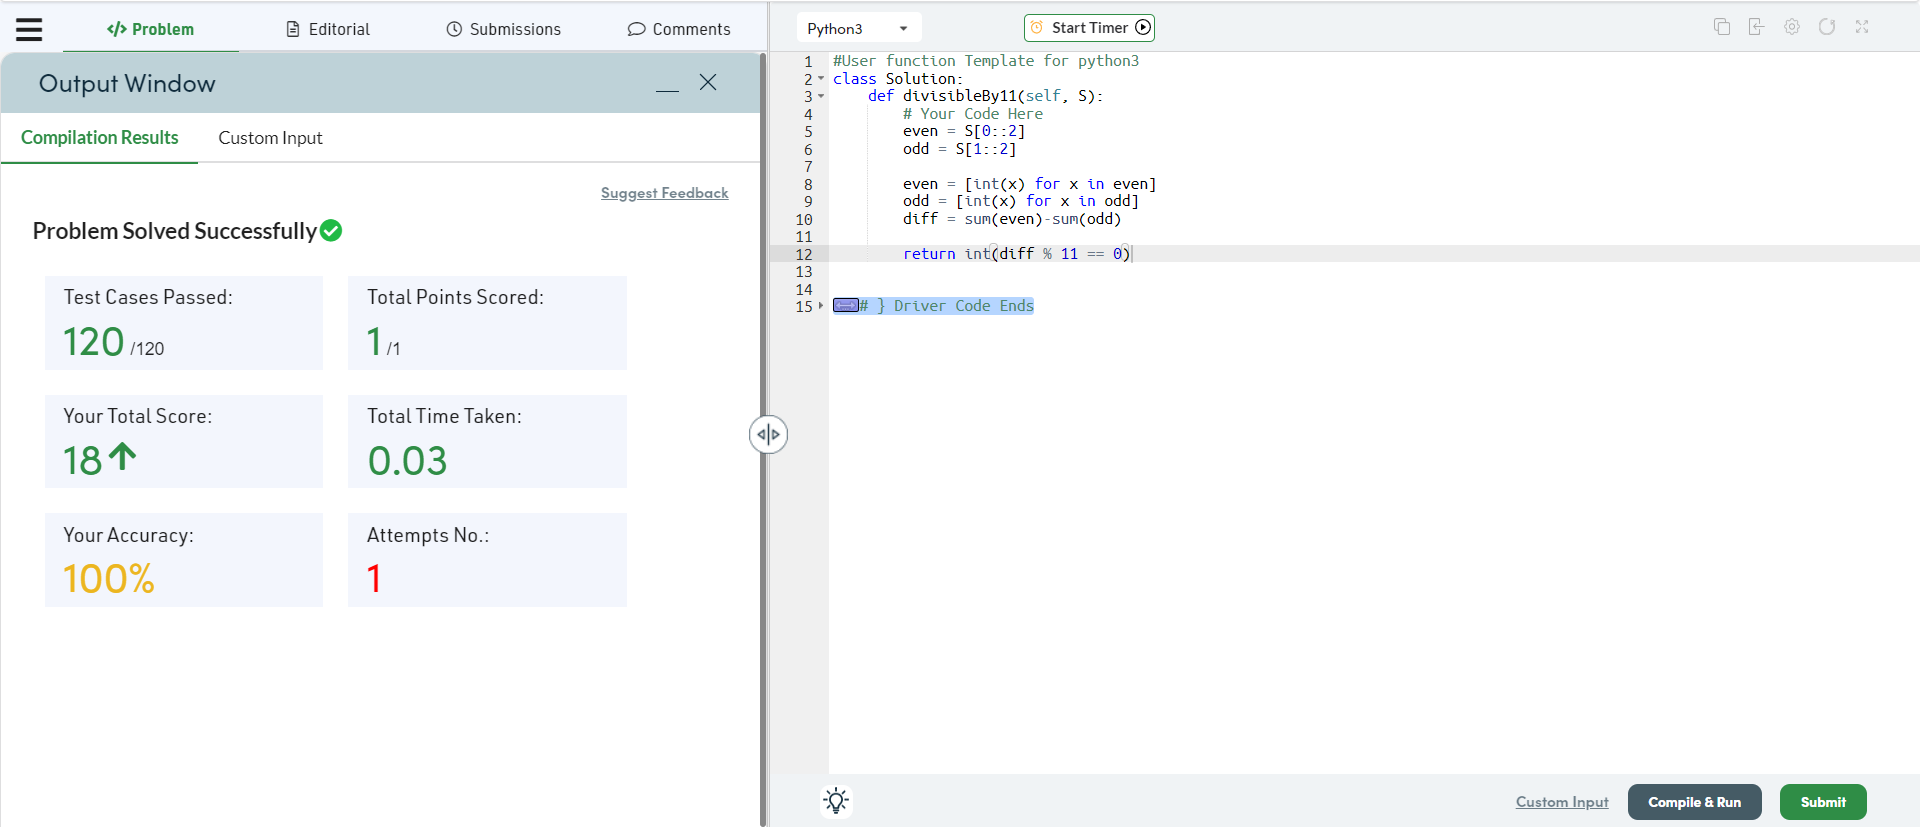 </> Problem
Editorial
Submissions
Comments
Output Window
Compilation Results
Custom Input
Suggest Feedback
Problem Solved Successfully
Test Cases Passed:
120 /120
Total Points Scored:
1 /1
Your Total Score:
18
Total Time Taken:
0.03
Your Accuracy:
100%
Attempts No.:
1
Python3
Start Timer
1 #User function Template for python3
2 class Solution:
3     def divisibleBy11(self, S):
4         # Your Code Here
5         even = S[0::2]
6         odd = S[1::2]
7
8         even = [int(x) for x in even]
9         odd = [int(x) for x in odd]
10         diff = sum(even)-sum(odd)
11
12         return int(diff % 11 == 0)
13
14
15 # } Driver Code Ends
Custom Input
Compile & Run
Submit